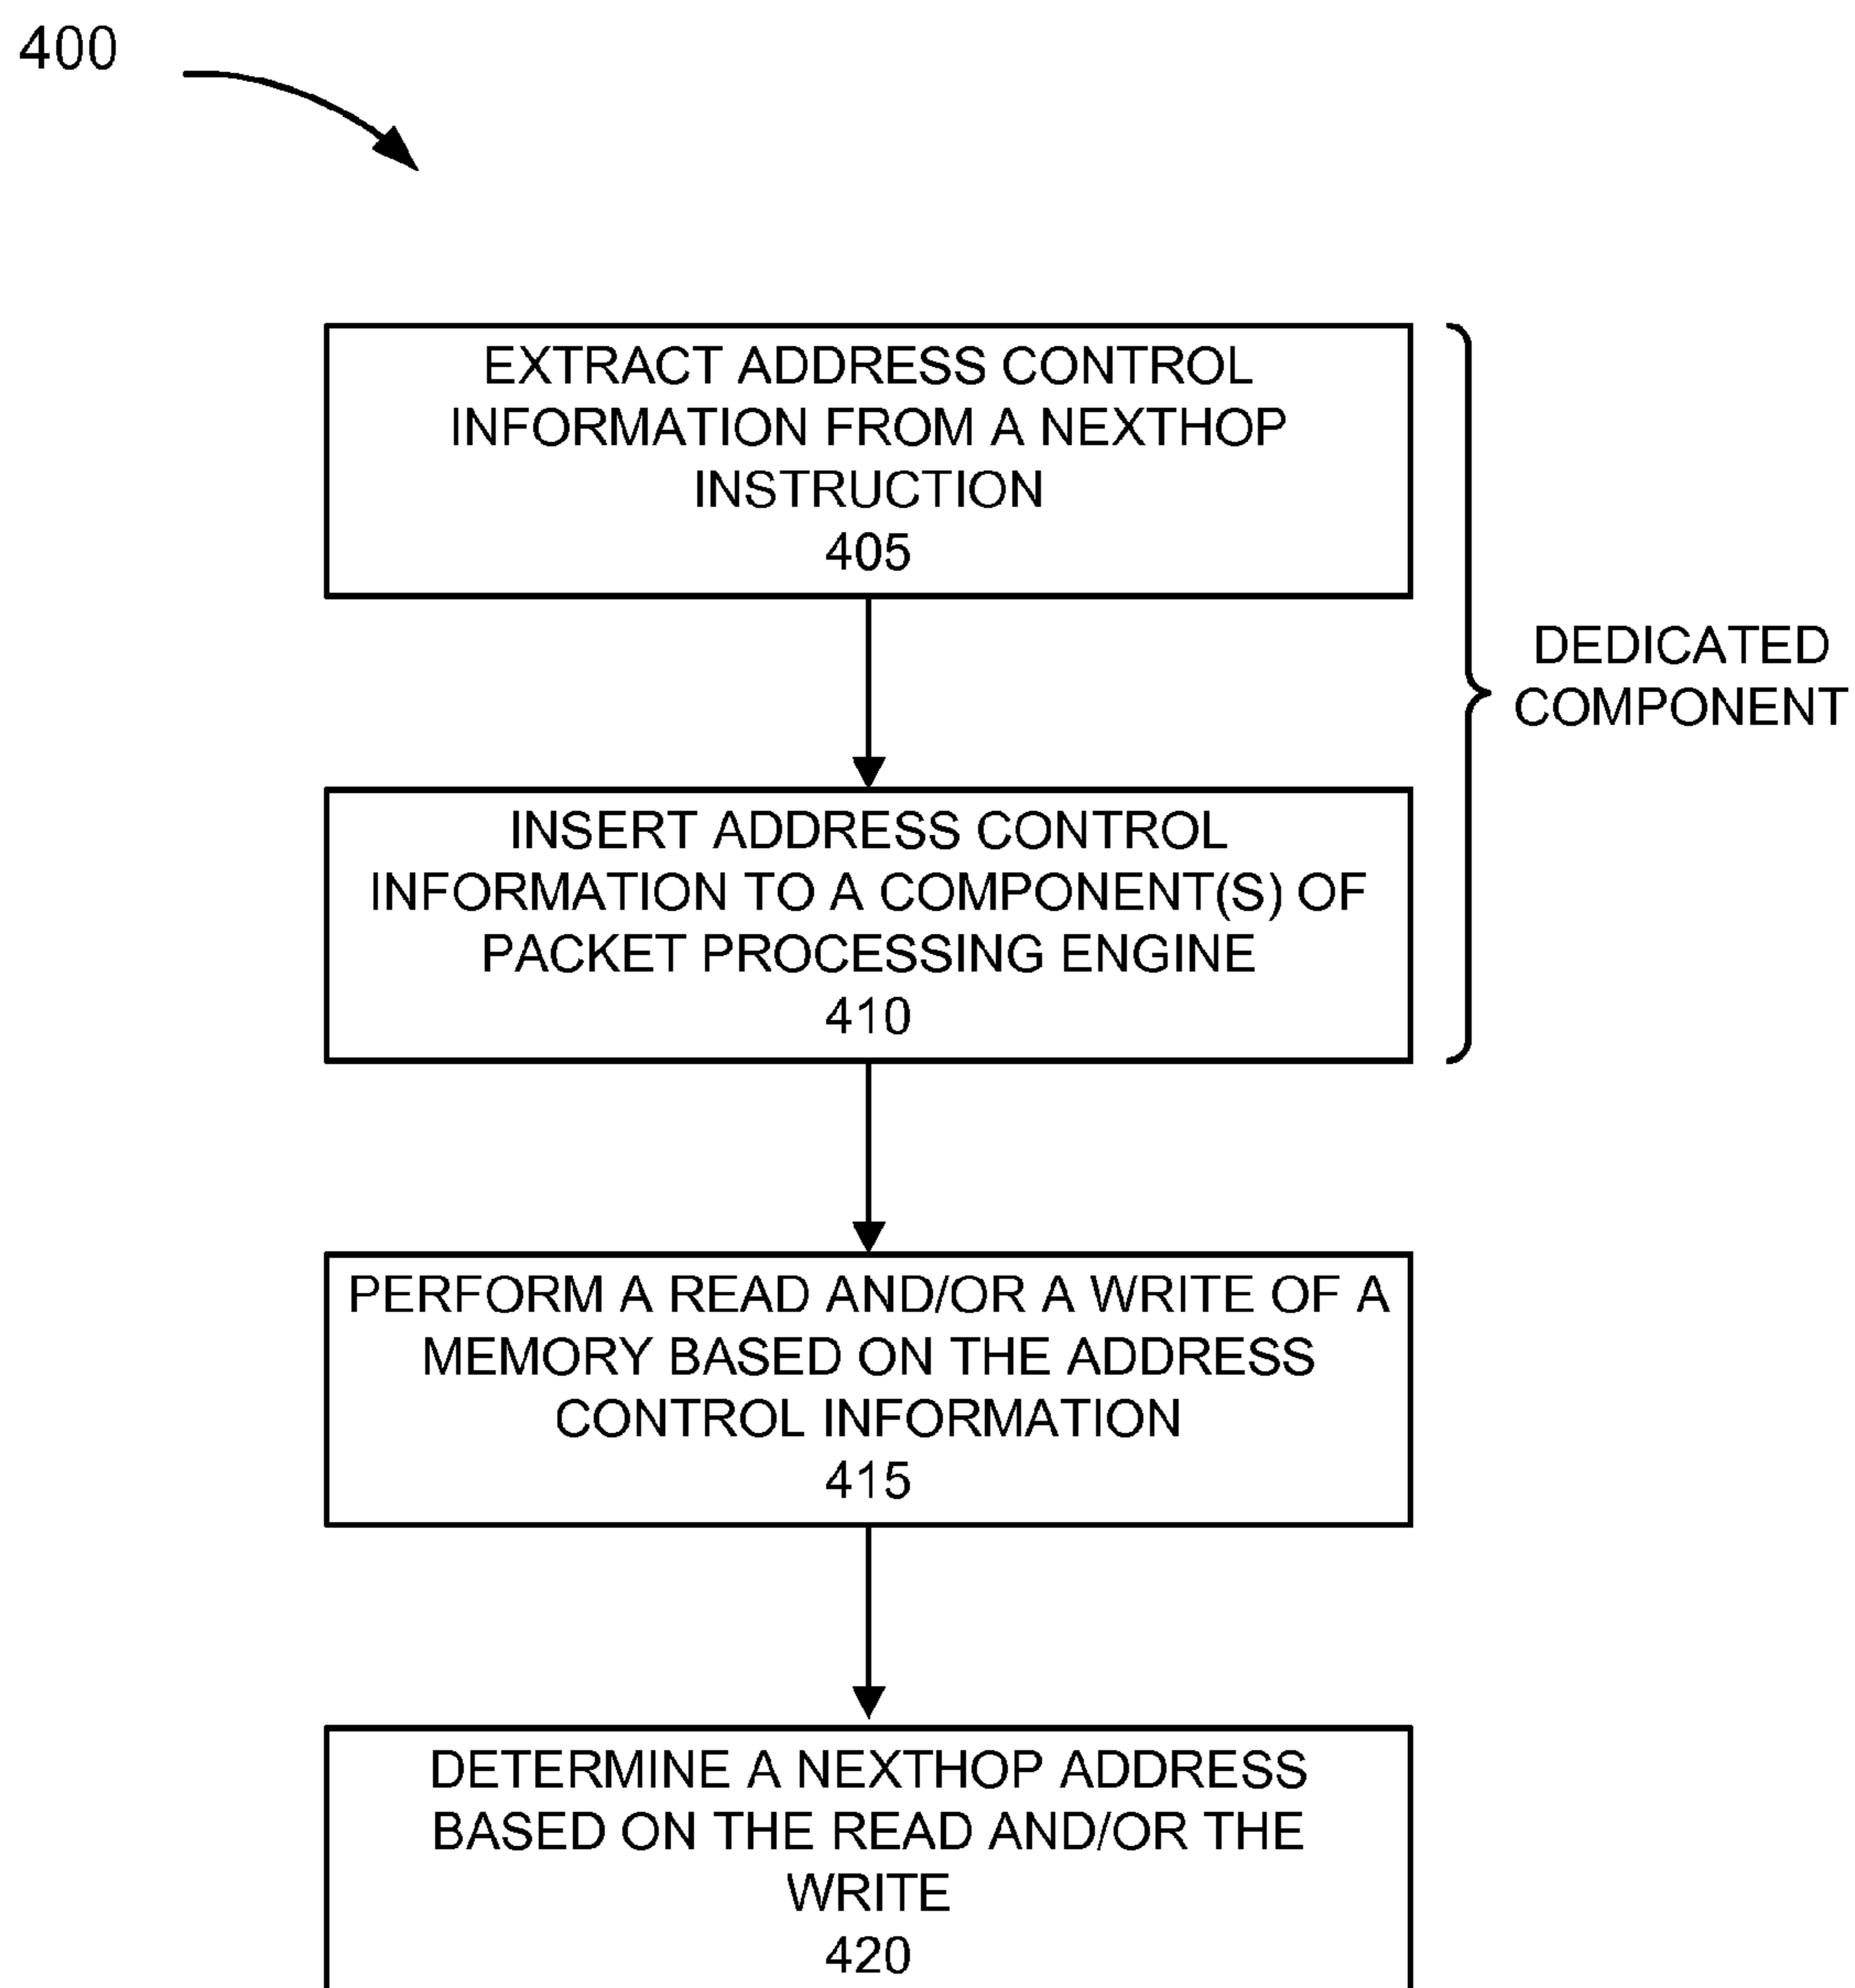 400
EXTRACT ADDRESS CONTROL
INFORMATION FROM A NEXTHOP
INSTRUCTION
405
DEDICATED
COMPONENT
INSERT ADDRESS CONTROL
INFORMATION TO A COMPONENT(S) OF
PACKET PROCESSING ENGINE
410
PERFORM A READ AND/OR A WRITE OF A
MEMORY BASED ON THE ADDRESS
CONTROL INFORMATION
415
DETERMINE A NEXTHOP ADDRESS
BASED ON THE READ AND/OR THE
WRITE
420